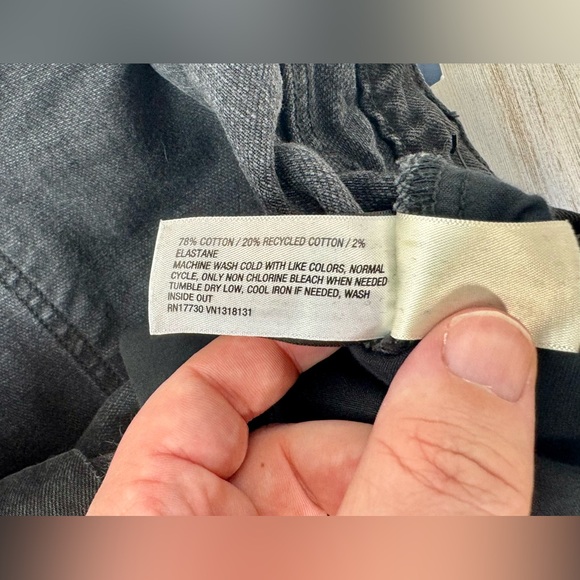 78% COTTON / 20% RECYCLED COTTON / 2%
ELASTANE
MACHINE WASH COLD WITH LIKE COLORS, NORMAL
CYCLE, ONLY NON CHLORINE BLEACH WHEN NEEDED
TUMBLE DRY LOW, COOL IRON IF NEEDED, WASH
INSIDE OUT
RN17730 VN1318131